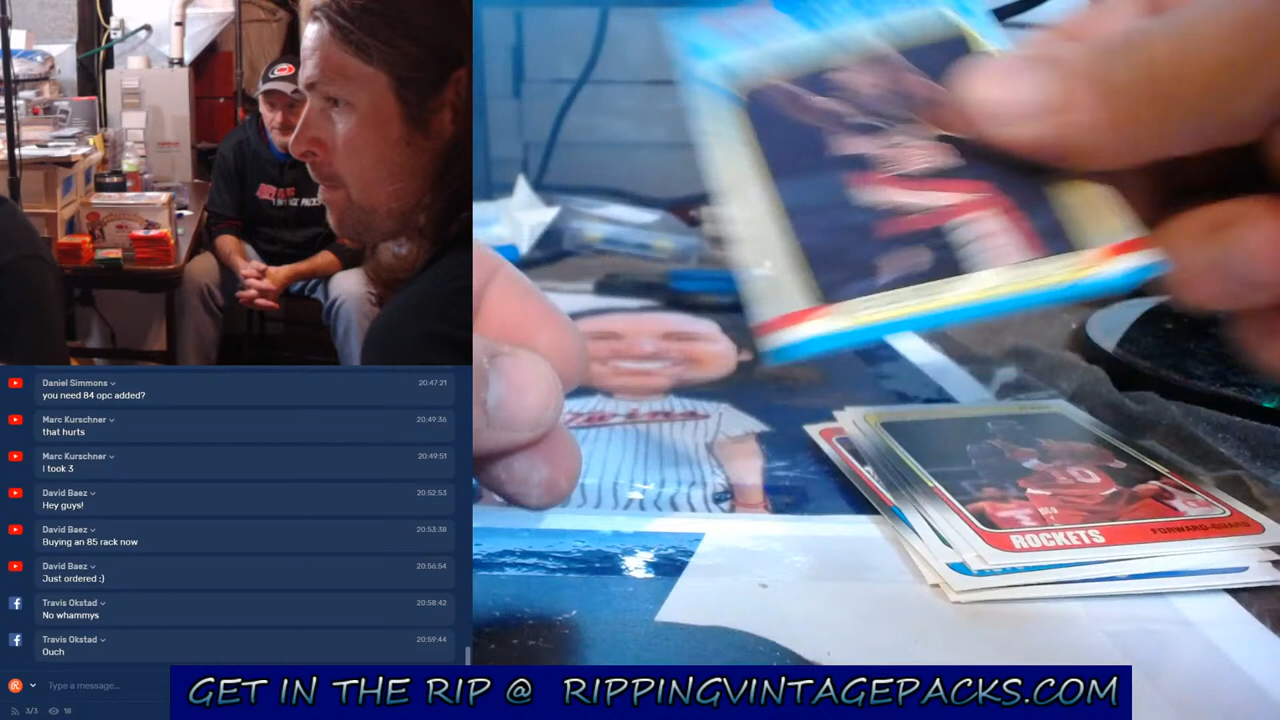 Daniel Simmons
20:47:21
you need 84 opc added?
Marc Kurschner
20:49:36
that hurts
Marc Kurschner
20:49:51
I took 3
David Baez
20:52:53
Hey guys!
David Baez
20:53:38
Buying an 85 rack now
David Baez
20:56:54
Just ordered :)
Travis Okstad
20:58:42
No whammys
Travis Okstad
20:59:44
Ouch
Type a message...
3/3
18
ROCKETS
FORWARD-GUARD
GET IN THE RIP @ RIPPINGVINTAGEPACKS.COM